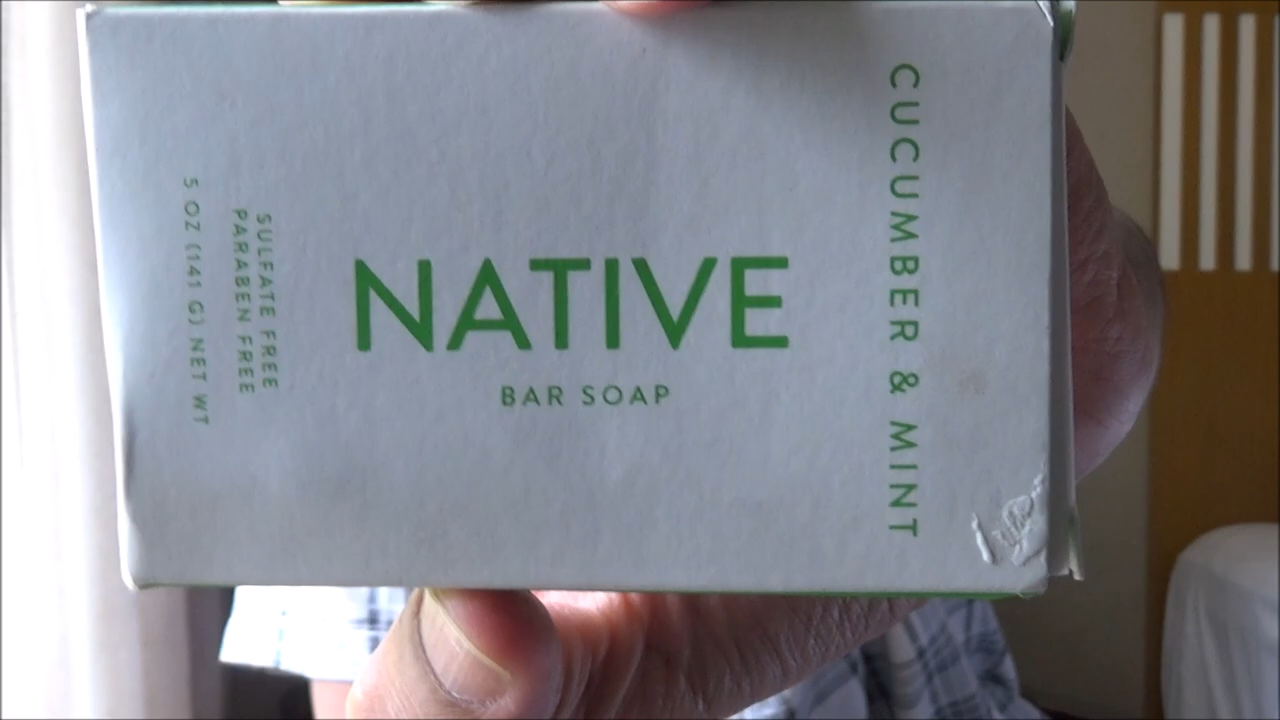 NATIVE
BAR SOAP
CUCUMBER & MINT
SULFATE FREE
PARABEN FREE
5 OZ (141 G) NET WT